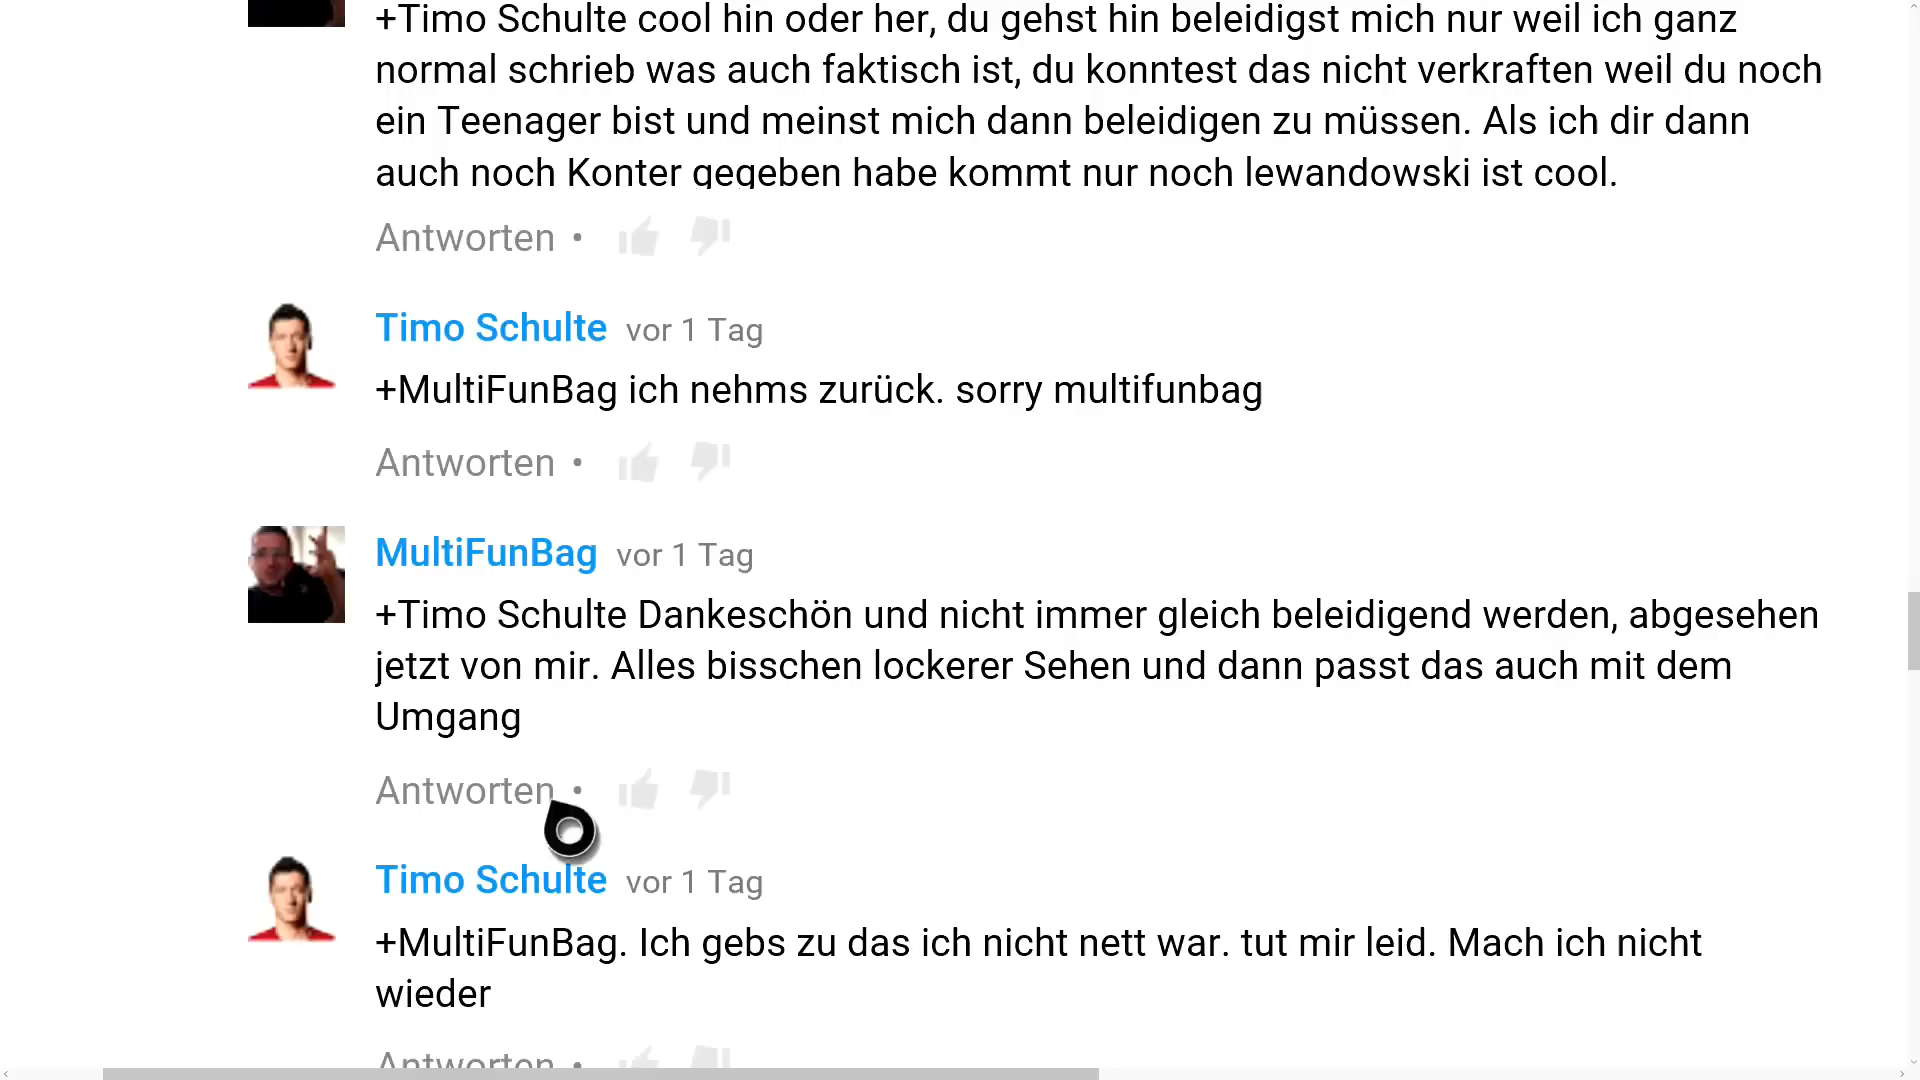 +Timo Schulte cool hin oder her, du gehst hin beleidigst mich nur weil ich ganz
normal schrieb was auch faktisch ist, du konntest das nicht verkraften weil du noch
ein Teenager bist und meinst mich dann beleidigen zu müssen. Als ich dir dann
auch noch Konter gegeben habe kommt nur noch lewandowski ist cool.
Antworten •
Timo Schulte vor 1 Tag
+MultiFunBag ich nehms zurück. sorry multifunbag
Antworten •
MultiFunBag vor 1 Tag
+Timo Schulte Dankeschön und nicht immer gleich beleidigend werden, abgesehen
jetzt von mir. Alles bisschen lockerer Sehen und dann passt das auch mit dem
Umgang
Antworten •
Timo Schulte vor 1 Tag
+MultiFunBag. Ich gebs zu das ich nicht nett war. tut mir leid. Mach ich nicht
wieder
Antworten •